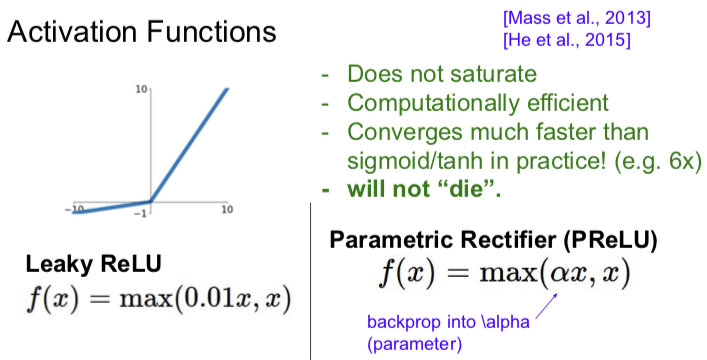 Activation Functions
[Mass et al., 2013]
[He et al., 2015]
10
-10
-1
10
- Does not saturate
- Computationally efficient
- Converges much faster than
sigmoid/tanh in practice! (e.g. 6x)
- will not “die”.
Leaky ReLU
f(x) = max(0.01x, x)
Parametric Rectifier (PReLU)
f(x) = max(αx, x)
backprop into \alpha
(parameter)